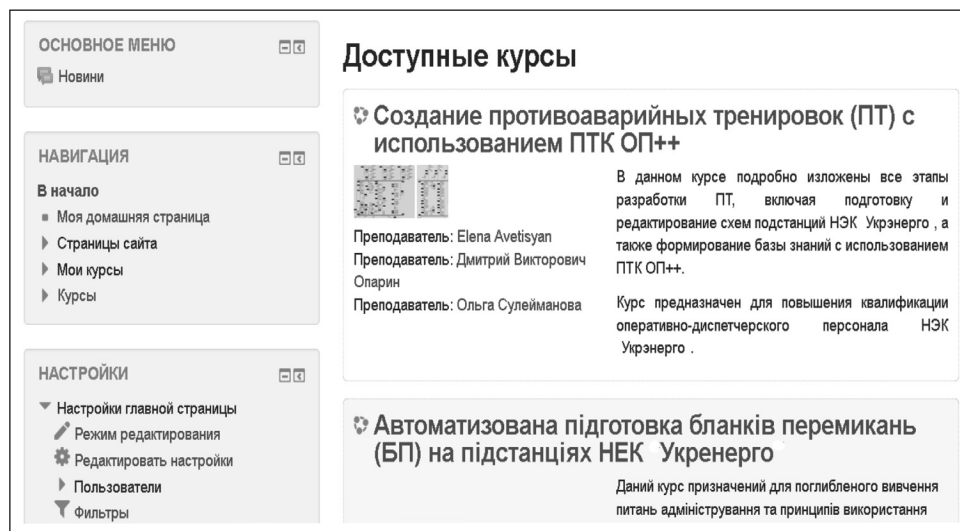 ОСНОВНОЕ МЕНЮ
Новини
НАВИГАЦИЯ
В начало
Моя домашняя страница
Страницы сайта
Мои курсы
Курсы
НАСТРОЙКИ
Настройки главной страницы
Режим редактирования
Редактировать настройки
Пользователи
Фильтры
Доступные курсы
Создание противоаварийных тренировок (ПТ) с
использованием ПТК ОП++
Преподаватель: Elena Avetisyan
Преподаватель: Дмитрий Викторович
Опарин
Преподаватель: Ольга Сулейманова
В данном курсе подробно изложены все этапы
разработки ПТ, включая подготовку и
редактирование схем подстанций НЭК Укрэнерго , а
также формирование базы знаний с использованием
ПТК ОП++.
Курс предназначен для повышения квалификации
оперативно-диспетчерского персонала НЭК
Укрэнерго .
Автоматизована підготовка бланків перемикань
(БП) на підстанціях НЕК Укренерго
Даний курс призначений для поглибленого вивчення
питань адміністрування та принципів використання